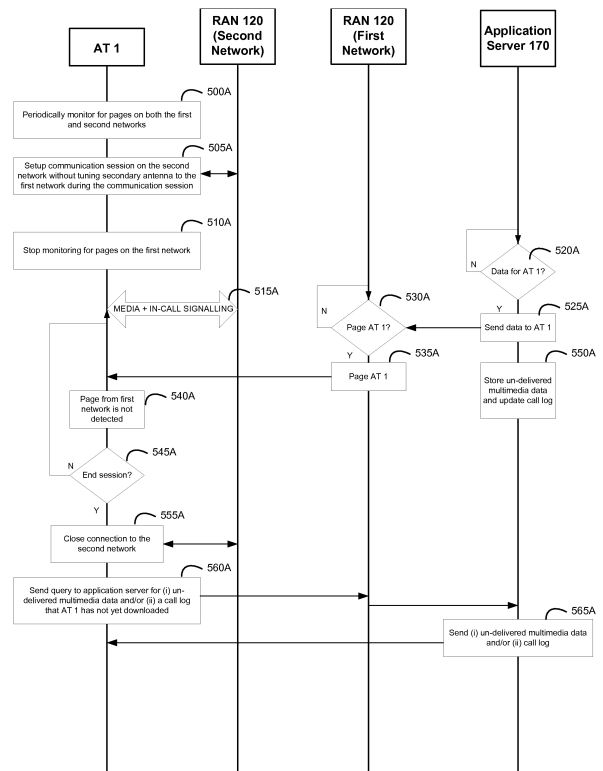 AT 1
RAN 120
(Second
Network)
RAN 120
(First
Network)
Application
Server 170
500A
Periodically monitor for pages on both the first
and second networks
505A
Setup communication session on the second
network without tuning secondary antenna to
the first network during the communication
session
510A
Stop monitoring for pages on the first network
520A
N
Data for AT 1?
Y
515A
MEDIA + IN-CALL SIGNALLING
530A
N
Page AT 1?
Y
525A
Send data to AT 1
535A
Page AT 1
550A
Store un-delivered
multimedia data
and update call log
540A
Page from first
network is not
detected
545A
N
End session?
Y
555A
Close connection to the
second network
560A
Send query to application server for (i) un-
delivered multimedia data and/or (ii) a call log
that AT 1 has not yet downloaded
565A
Send (i) un-delivered multimedia data
and/or (ii) call log